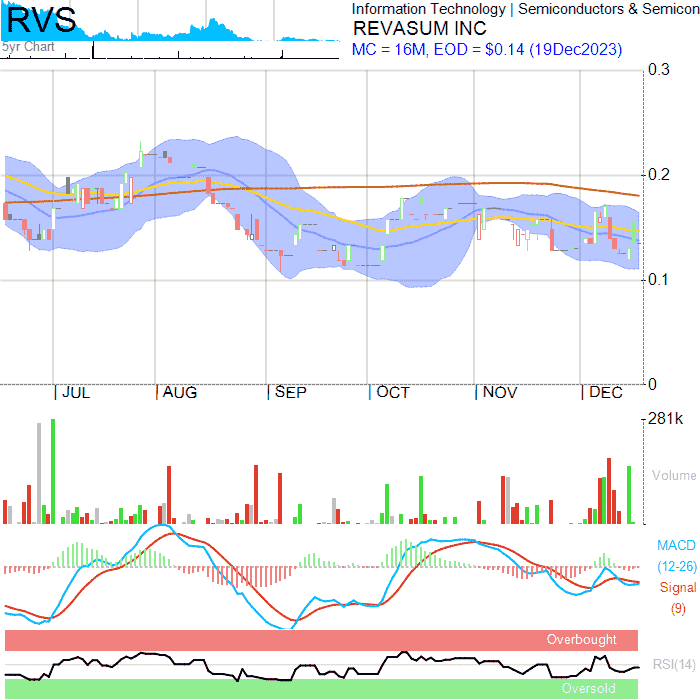 RVS
5yr Chart
Information Technology | Semiconductors & Semicon
REVASUM INC
MC = 16M, EOD = $0.14 (19Dec2023)
0.3
0.2
0.1
0
JUL AUG SEP OCT NOV DEC
281k
Volume
MACD
(12-26)
Signal
(9)
Overbought
RSI(14)
Oversold